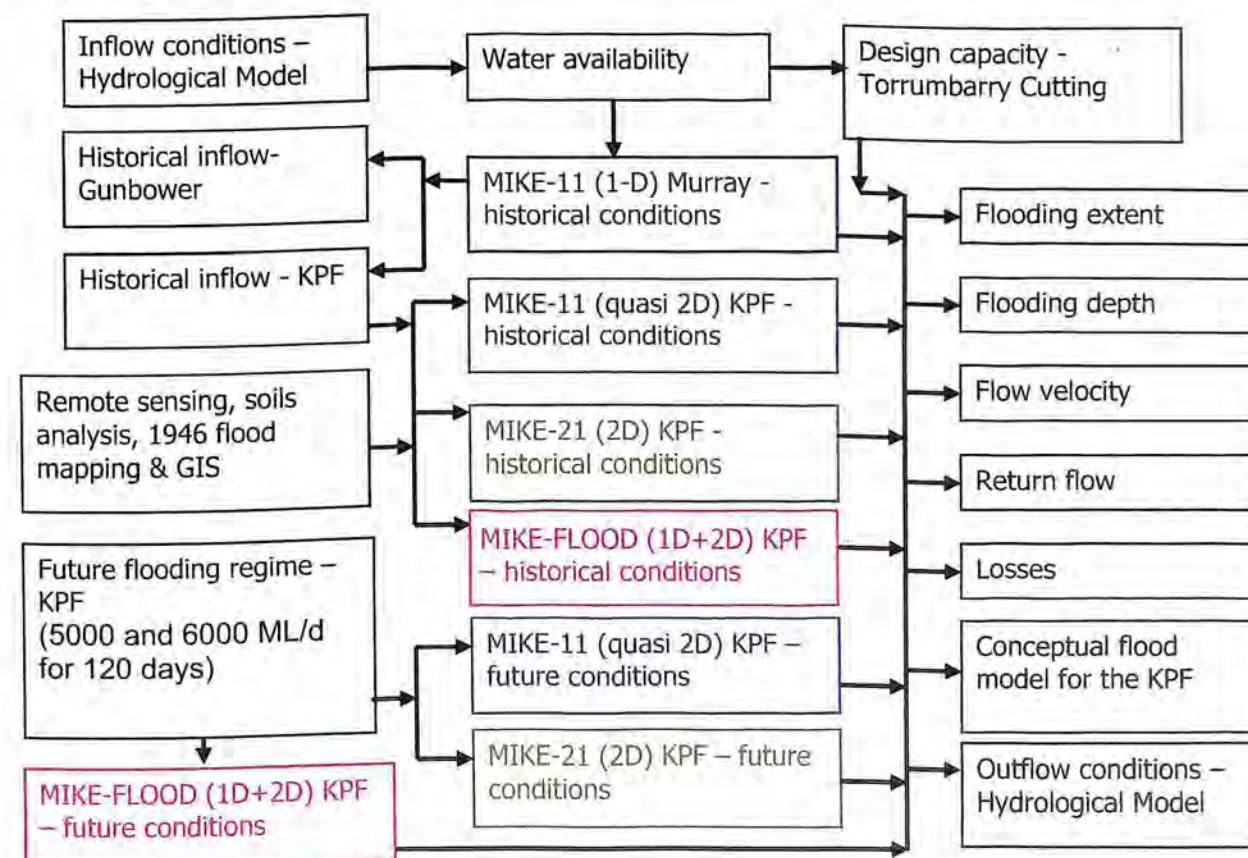 Inflow conditions –
Hydrological Model
Water availability
Design capacity -
Torrumbarry Cutting
Historical inflow-
Gunbower
MIKE-11 (1-D) Murray -
historical conditions
Flooding extent
Historical inflow - KPF
MIKE-11 (quasi 2D) KPF -
historical conditions
Flooding depth
Remote sensing, soils
analysis, 1946 flood
mapping & GIS
MIKE-21 (2D) KPF -
historical conditions
Flow velocity
Return flow
MIKE-FLOOD (1D+2D) KPF
– historical conditions
Losses
Future flooding regime –
KPF
(5000 and 6000 ML/d
for 120 days)
MIKE-11 (quasi 2D) KPF –
future conditions
Conceptual flood
model for the KPF
MIKE-21 (2D) KPF – future
conditions
Outflow conditions –
Hydrological Model
MIKE-FLOOD (1D+2D) KPF
– future conditions